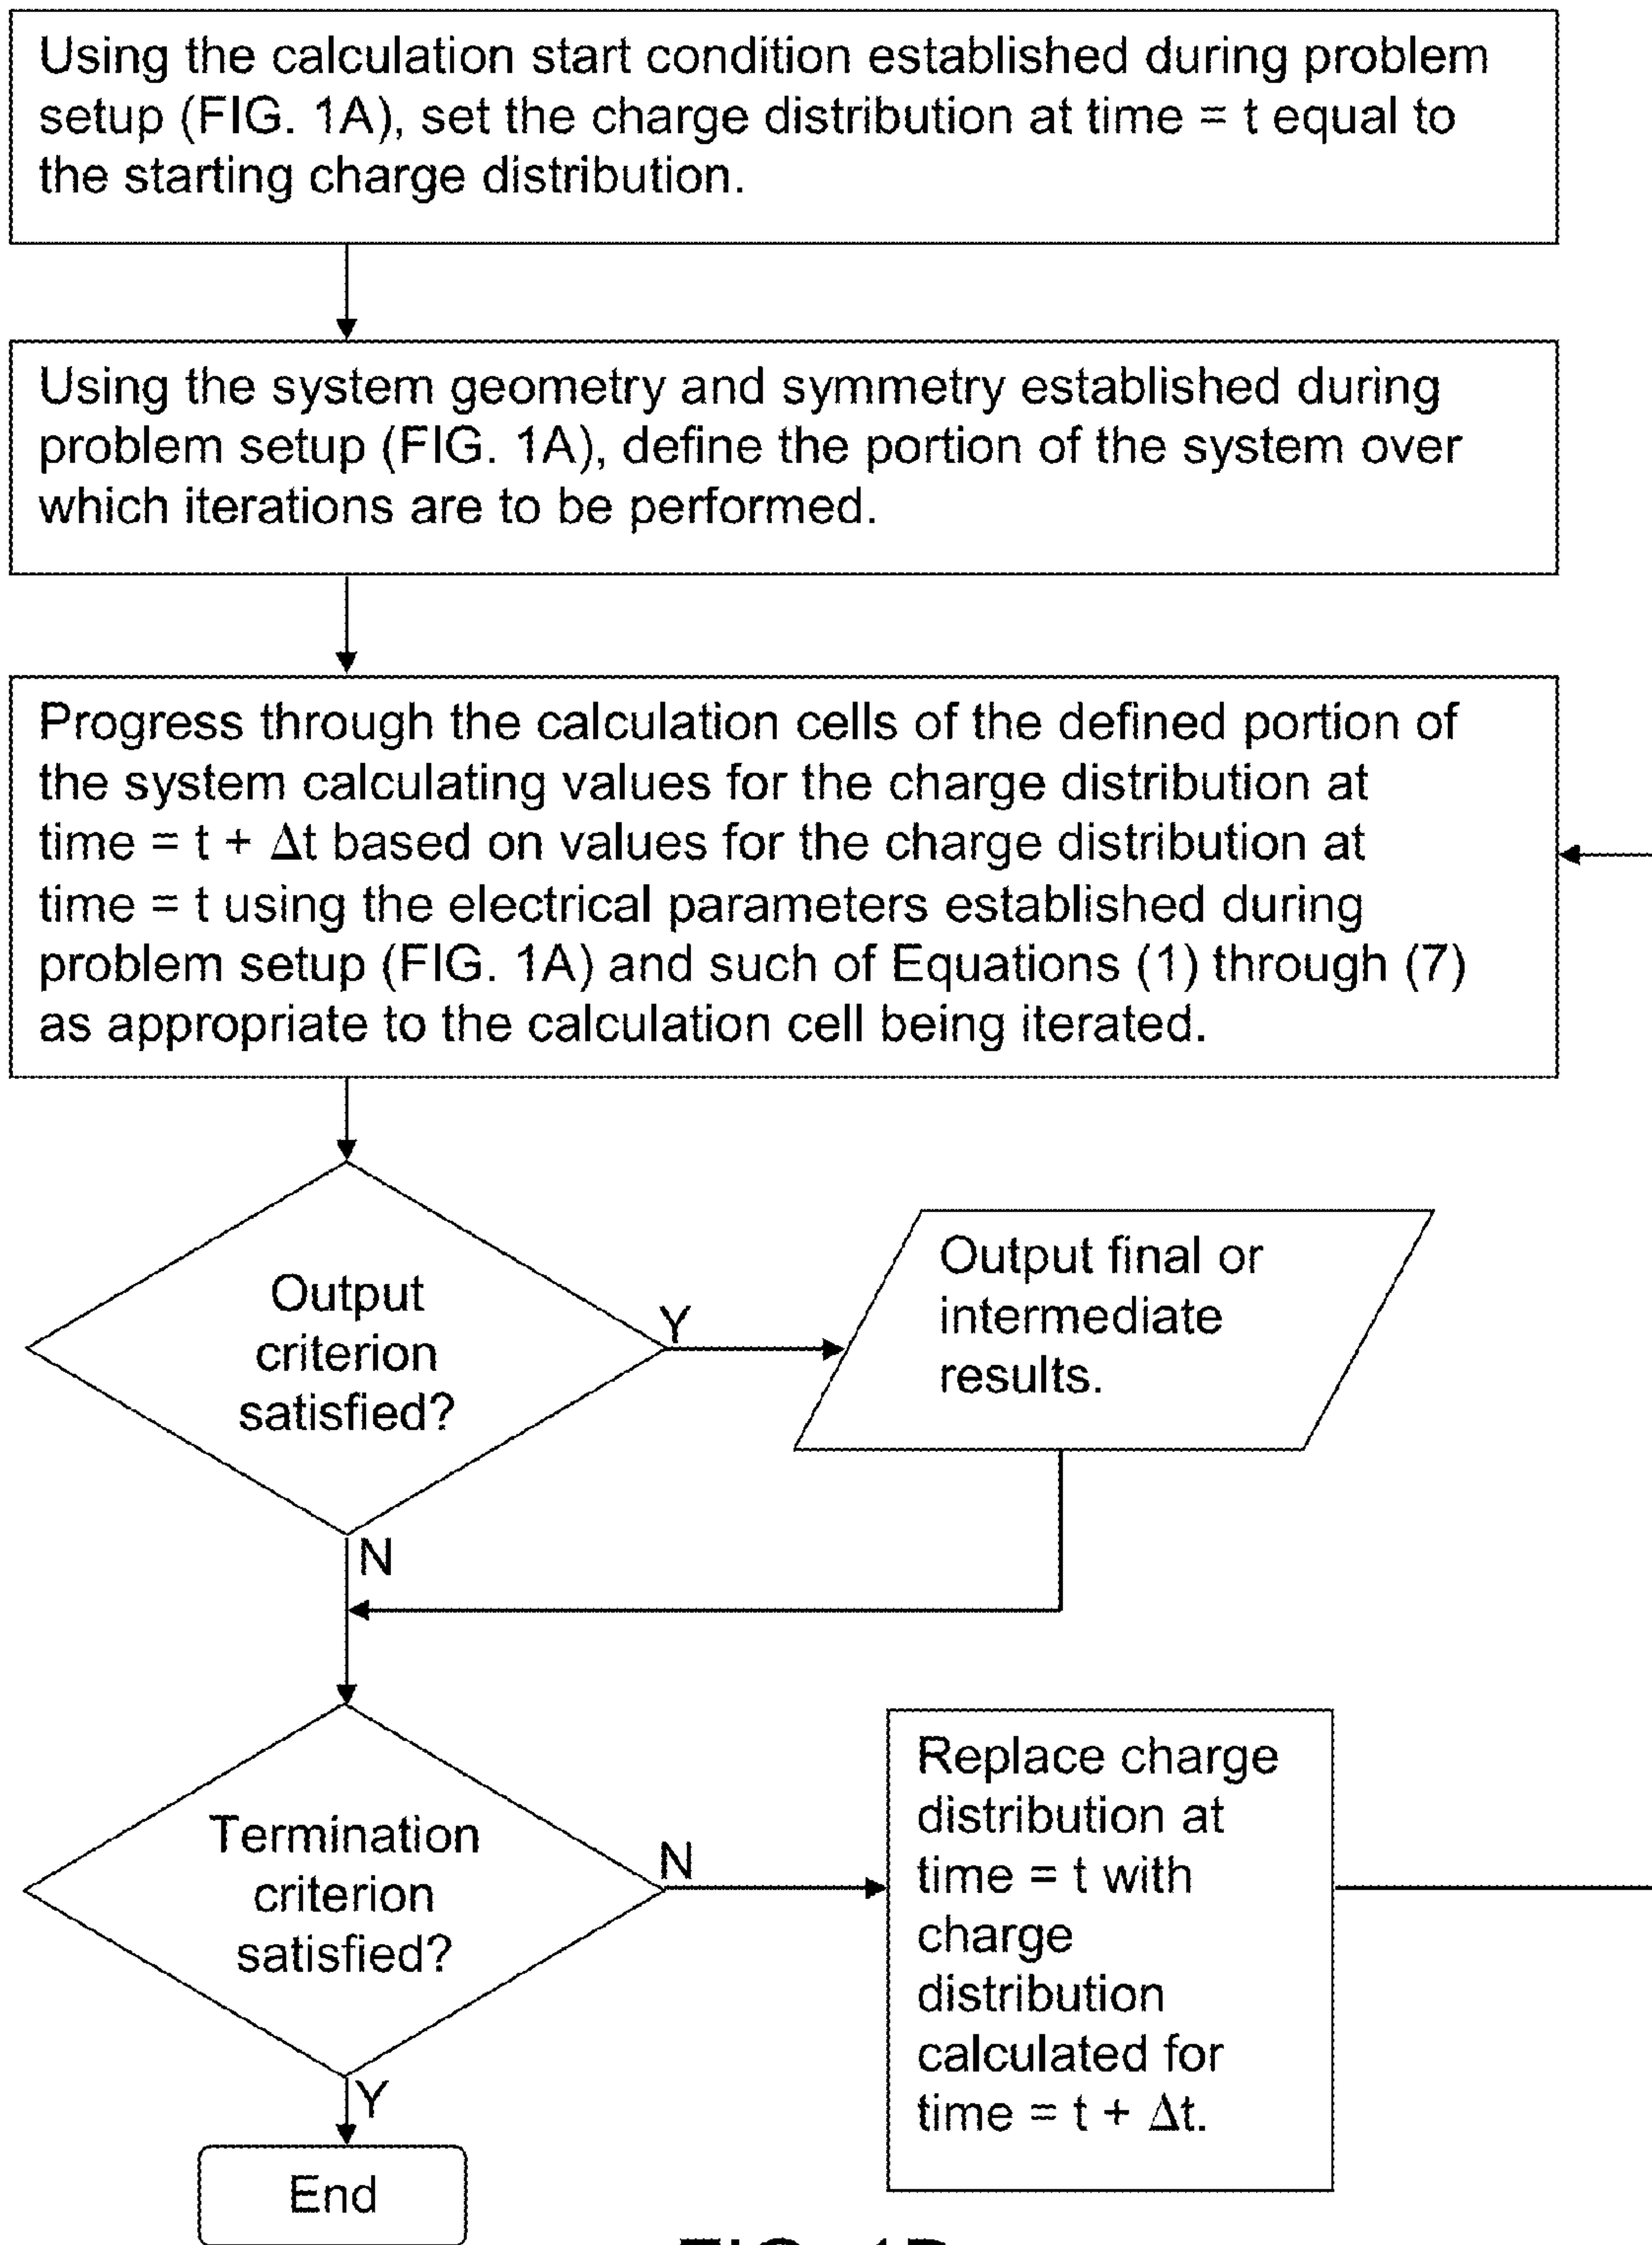 Using the calculation start condition established during problem
setup (FIG. 1A), set the charge distribution at time = t equal to
the starting charge distribution.
Using the system geometry and symmetry established during
problem setup (FIG. 1A), define the portion of the system over
which iterations are to be performed.
Progress through the calculation cells of the defined portion of
the system calculating values for the charge distribution at
time = t + Δt based on values for the charge distribution at
time = t using the electrical parameters established during
problem setup (FIG. 1A) and such of Equations (1) through (7)
as appropriate to the calculation cell being iterated.
Output
criterion
satisfied?
Y
Output final or
intermediate
results.
N
Termination
criterion
satisfied?
N
Replace charge
distribution at
time = t with
charge
distribution
calculated for
time = t + Δt.
Y
End